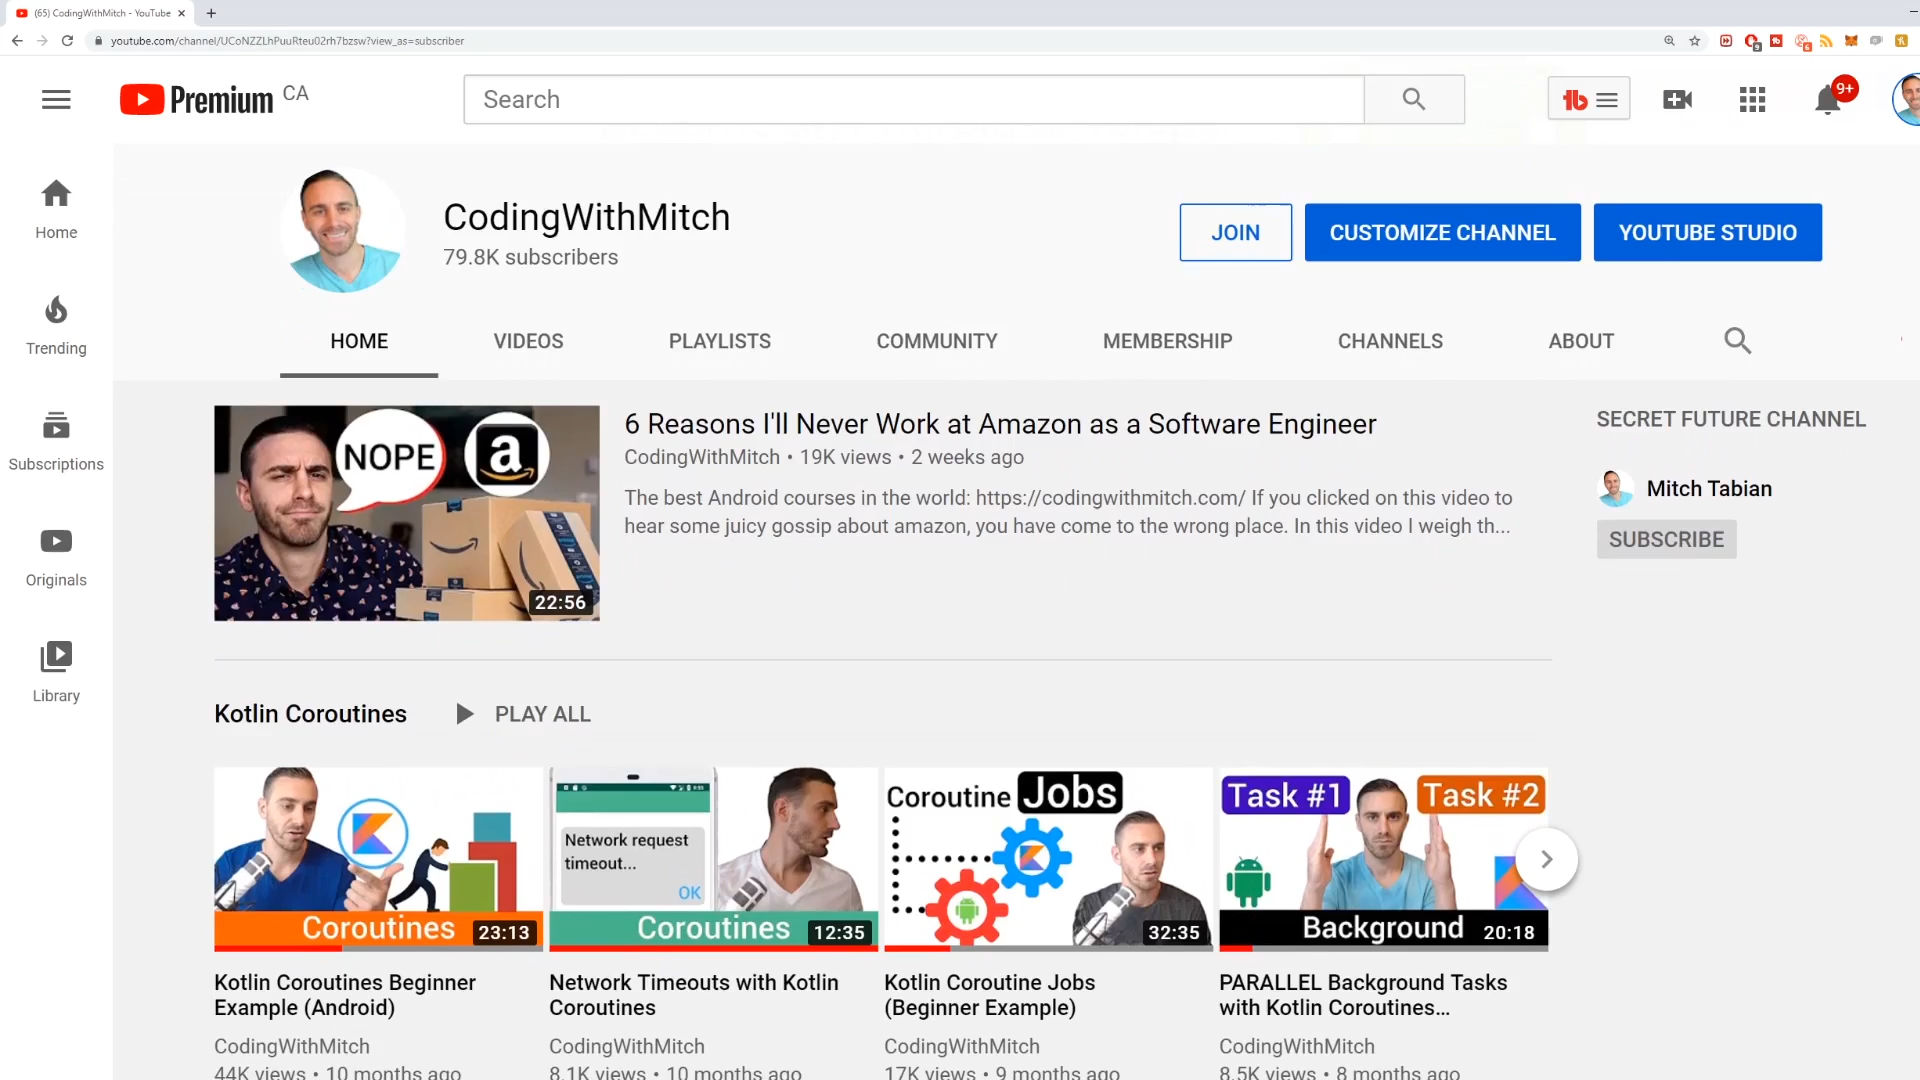 (65) CodingWithMitch - YouTube
youtube.com/channel/UCoNZZLhPuuRteu02rh7bzsw?view_as=subscriber
Premium CA
Search
9+
Home
Trending
Subscriptions
Originals
Library
CodingWithMitch
79.8K subscribers
JOIN
CUSTOMIZE CHANNEL
YOUTUBE STUDIO
HOME
VIDEOS
PLAYLISTS
COMMUNITY
MEMBERSHIP
CHANNELS
ABOUT
NOPE
a
22:56
6 Reasons I'll Never Work at Amazon as a Software Engineer
CodingWithMitch • 19K views • 2 weeks ago
The best Android courses in the world: https://codingwithmitch.com/ If you clicked on this video to
hear some juicy gossip about amazon, you have come to the wrong place. In this video I weigh th...
SECRET FUTURE CHANNEL
Mitch Tabian
SUBSCRIBE
Kotlin Coroutines
PLAY ALL
Coroutines
23:13
Network request
timeout...
OK
Coroutines
12:35
Coroutine Jobs
32:35
Task #1
Task #2
Background
20:18
Kotlin Coroutines Beginner
Example (Android)
CodingWithMitch
44K views • 10 months ago
Network Timeouts with Kotlin
Coroutines
CodingWithMitch
8.1K views • 10 months ago
Kotlin Coroutine Jobs
(Beginner Example)
CodingWithMitch
17K views • 9 months ago
PARALLEL Background Tasks
with Kotlin Coroutines...
CodingWithMitch
8.5K views • 8 months ago